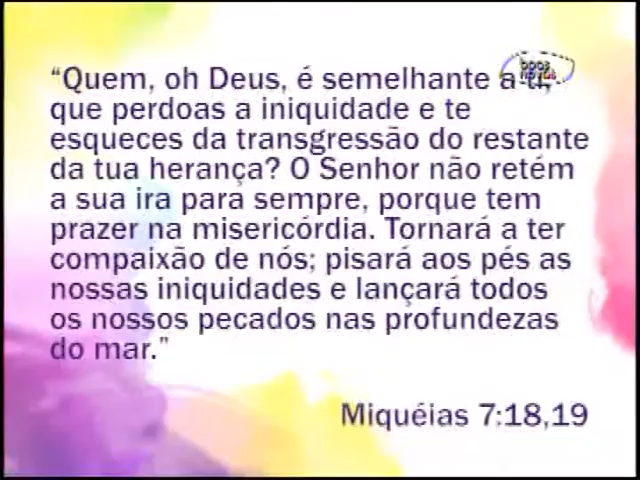 “Quem, oh Deus, é semelhante a ti,
que perdoas a iniquidade e te
esqueces da transgressão do restante
da tua herança? O Senhor não retém
a sua ira para sempre, porque tem
prazer na misericórdia. Tornará a ter
compaixão de nós; pisará aos pés as
nossas iniquidades e lançará todos
os nossos pecados nas profundezas
do mar.”
Miquéias 7:18,19
boas
novas